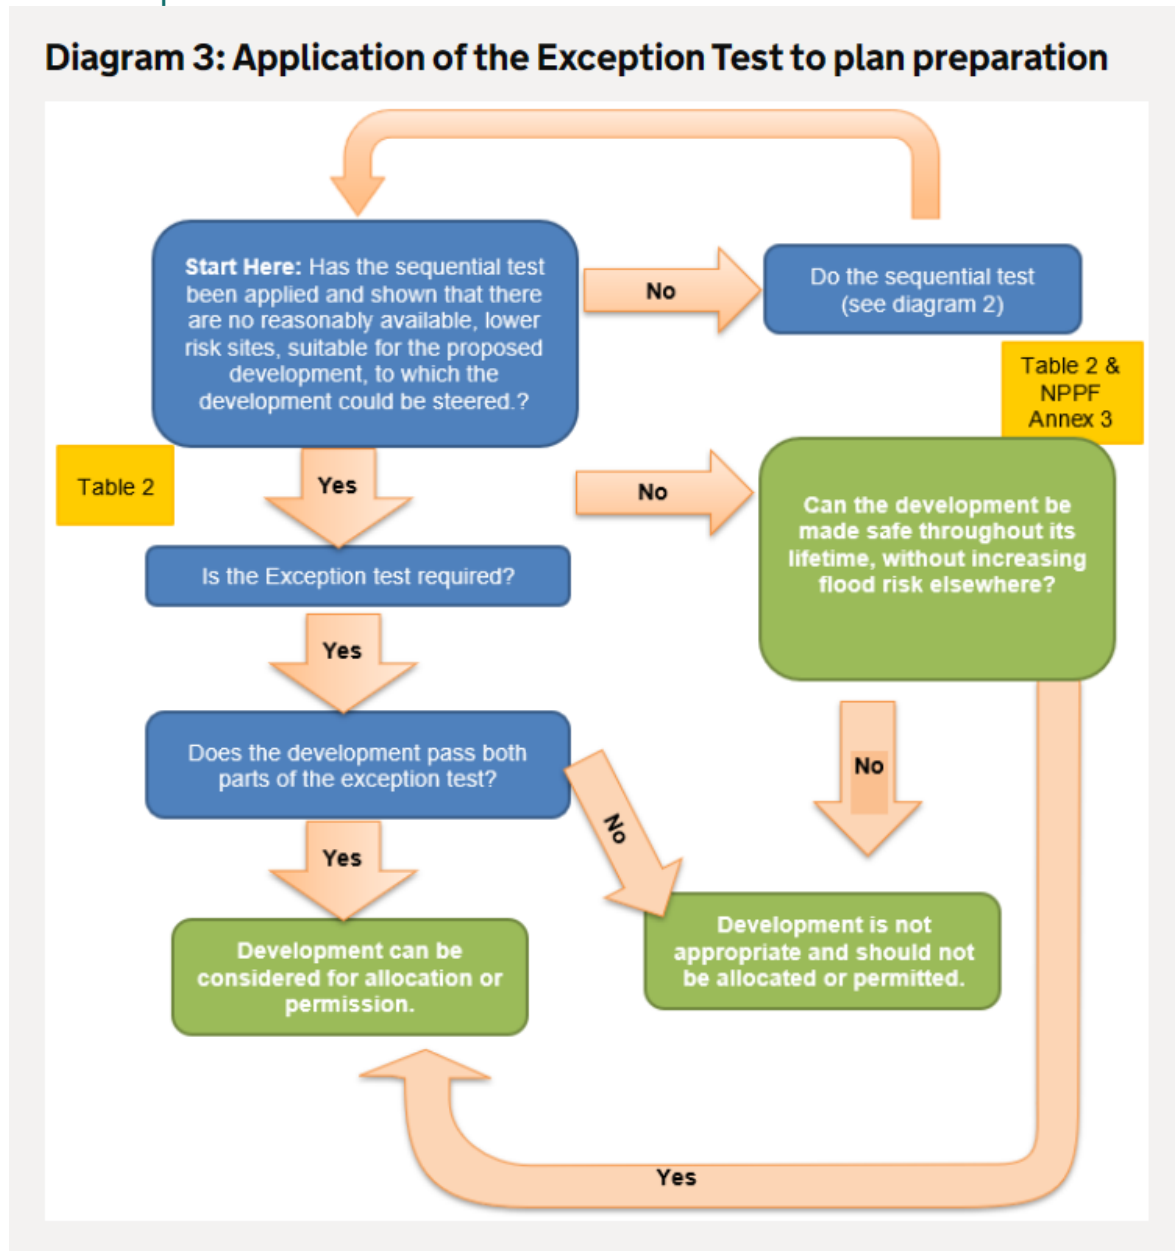 Diagram 3: Application of the Exception Test to plan preparation
Start Here: Has the sequential test
been applied and shown that there
are no reasonably available, lower
risk sites, suitable for the proposed
development, to which the
development could be steered.?
No
Do the sequential test
(see diagram 2)
Table 2 &
NPPF
Annex 3
Table 2
Yes
No
Can the development be
made safe throughout its
lifetime, without increasing
flood risk elsewhere?
Is the Exception test required?
Yes
Does the development pass both
parts of the exception test?
No
No
Yes
Development can be
considered for allocation or
permission.
Development is not
appropriate and should not
be allocated or permitted.
Yes